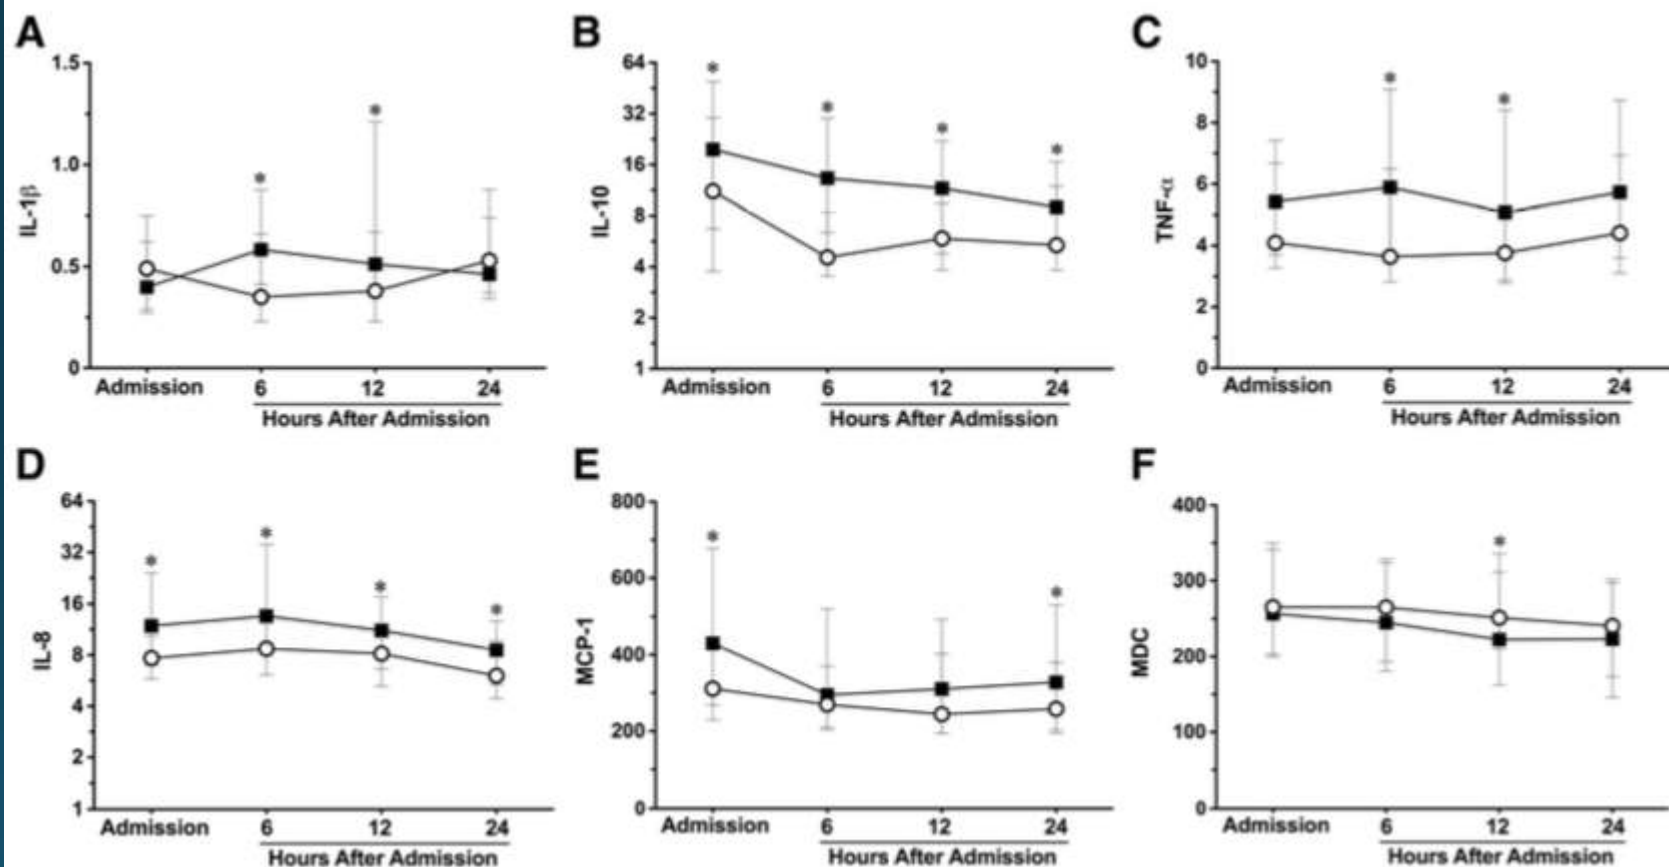 A
IL-1β
1.5
*
*
1.0
0.5
0
Admission 6 12 24
Hours After Admission
B
IL-10
64
*
*
*
*
32
16
8
4
2
1
Admission 6 12 24
Hours After Admission
C
TNF-α
10
*
*
8
6
4
2
0
Admission 6 12 24
Hours After Admission
D
IL-8
64
*
*
*
*
32
16
8
4
2
1
Admission 6 12 24
Hours After Admission
E
MCP-1
800
*
*
600
400
200
0
Admission 6 12 24
Hours After Admission
F
MDC
400
*
300
200
100
0
Admission 6 12 24
Hours After Admission